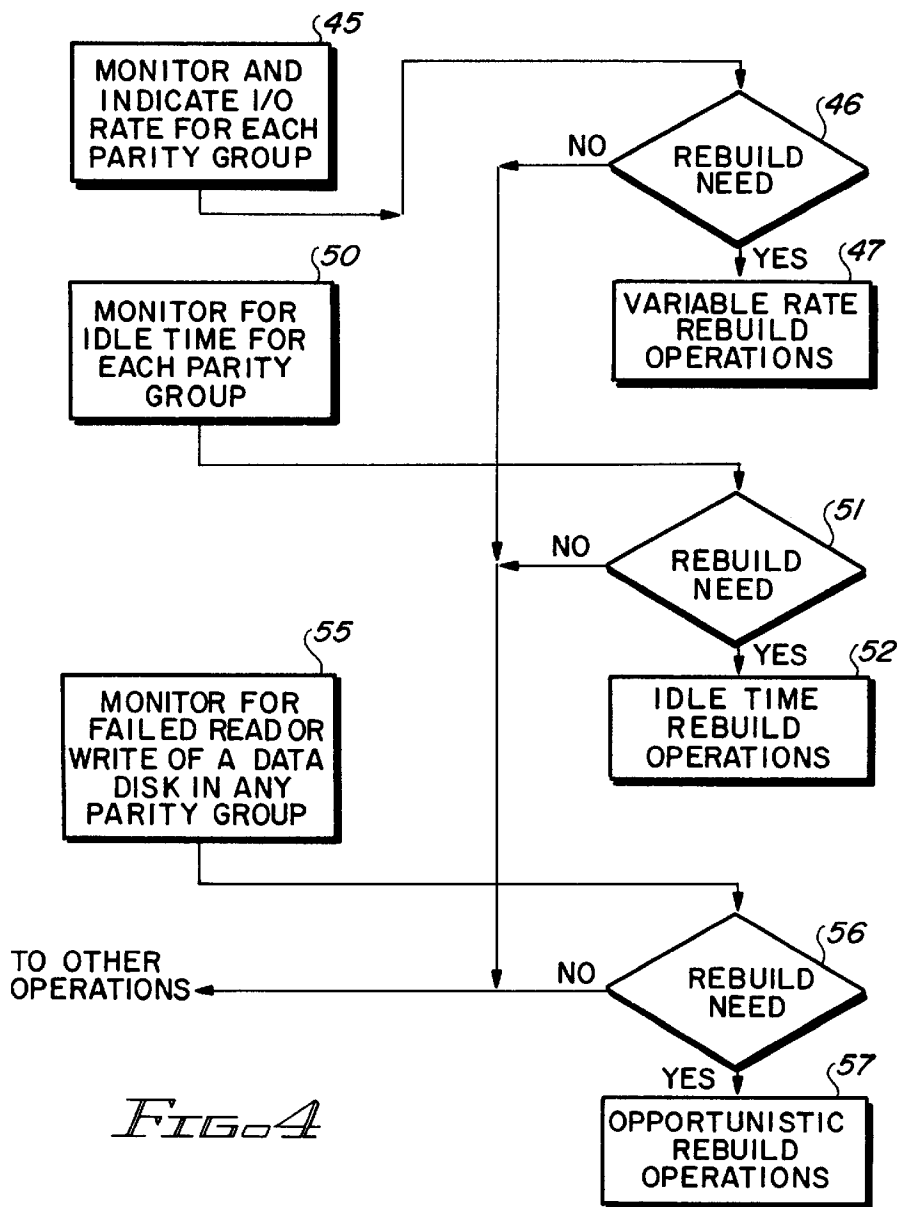 45
MONITOR AND
INDICATE I/O
RATE FOR EACH
PARITY GROUP
46
REBUILD
NEED
NO
YES
47
VARIABLE RATE
REBUILD
OPERATIONS
50
MONITOR FOR
IDLE TIME FOR
EACH PARITY
GROUP
51
REBUILD
NEED
NO
YES
52
IDLE TIME
REBUILD
OPERATIONS
55
MONITOR FOR
FAILED READ OR
WRITE OF A DATA
DISK IN ANY
PARITY GROUP
56
REBUILD
NEED
NO
TO OTHER
OPERATIONS
YES
57
OPPORTUNISTIC
REBUILD
OPERATIONS
FIG. 4